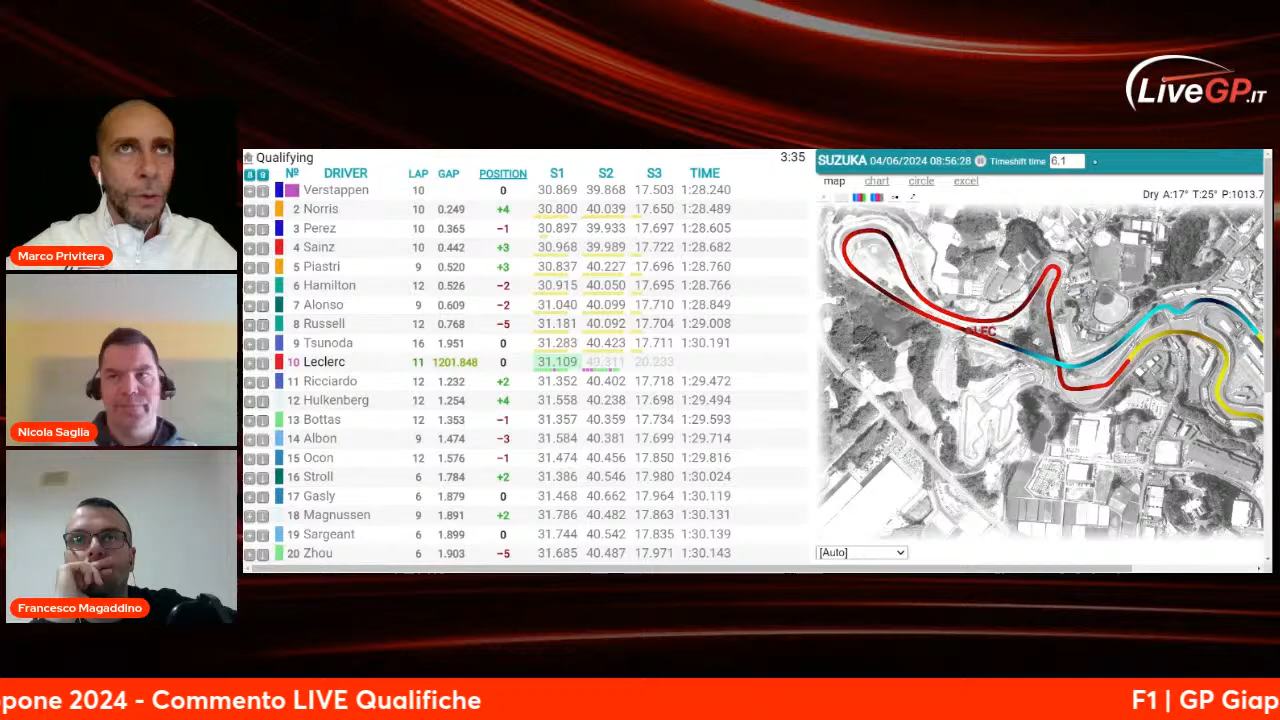 LiveGP.IT
Marco Privitera
Nicola Saglia
Francesco Magaddino
Qualifying 3:35
Nº DRIVER LAP GAP POSITION S1 S2 S3 TIME
Verstappen 10 0 30.869 39.868 17.503 1:28.240
2 Norris 10 0.249 +4 30.800 40.039 17.650 1:28.489
3 Perez 10 0.365 −1 30.897 39.933 17.697 1:28.605
4 Sainz 10 0.442 +3 30.968 39.989 17.722 1:28.682
5 Piastri 9 0.520 +3 30.837 40.227 17.696 1:28.760
6 Hamilton 12 0.526 −2 30.915 40.050 17.695 1:28.766
7 Alonso 9 0.609 −2 31.040 40.099 17.710 1:28.849
8 Russell 12 0.768 −5 31.181 40.092 17.704 1:29.008
9 Tsunoda 16 1.951 0 31.283 40.423 17.711 1:30.191
10 Leclerc 11 1201.848 0 31.109 49.311 20.233
11 Ricciardo 12 1.232 +2 31.352 40.402 17.718 1:29.472
12 Hulkenberg 12 1.254 +4 31.558 40.238 17.698 1:29.494
13 Bottas 12 1.353 −1 31.357 40.359 17.734 1:29.593
14 Albon 9 1.474 −3 31.584 40.381 17.699 1:29.714
15 Ocon 12 1.576 −1 31.474 40.456 17.850 1:29.816
16 Stroll 6 1.784 +2 31.386 40.546 17.980 1:30.024
17 Gasly 6 1.879 0 31.468 40.662 17.964 1:30.119
18 Magnussen 9 1.891 +2 31.786 40.482 17.863 1:30.131
19 Sargeant 6 1.899 0 31.744 40.542 17.835 1:30.139
20 Zhou 6 1.903 −5 31.685 40.487 17.971 1:30.143
SUZUKA 04/06/2024 08:56:28 Timeshift time 6,1
map chart circle excel
Dry A:17° T:25° P:1013.7
LEC
[Auto]
pone 2024 - Commento LIVE Qualifiche F1 | GP Giap